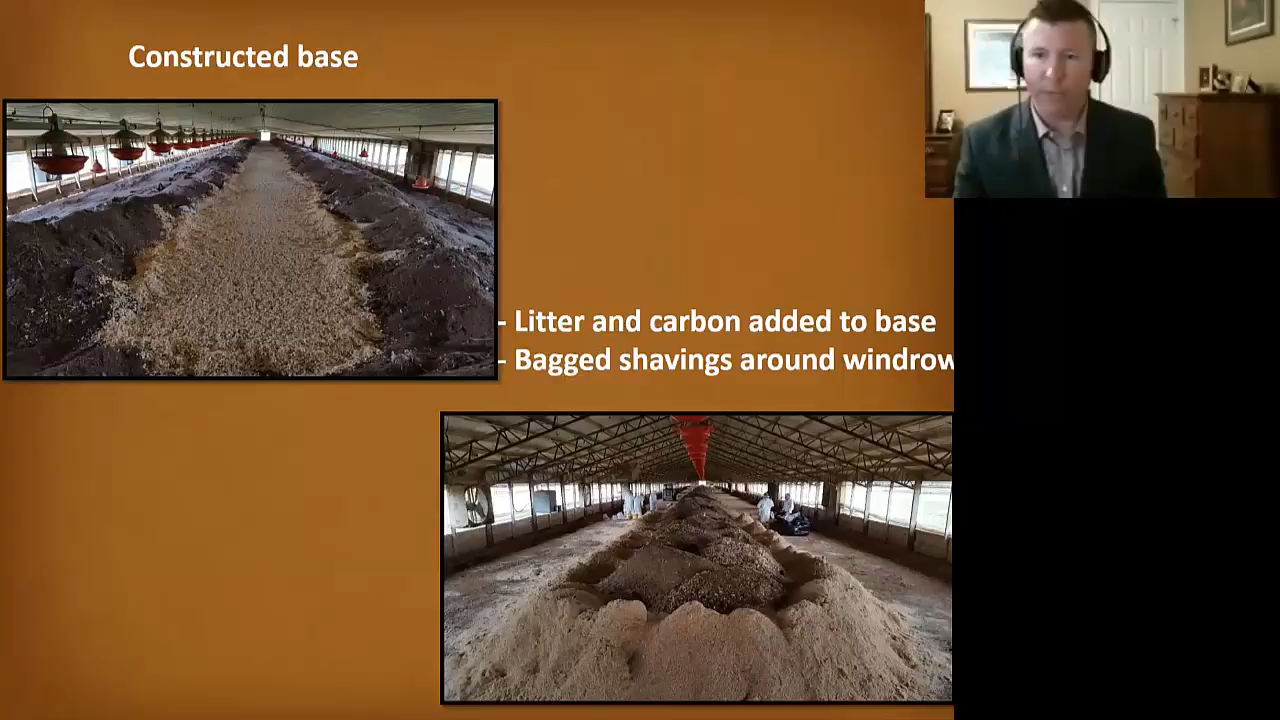 Constructed base
- Litter and carbon added to base
- Bagged shavings around windrow